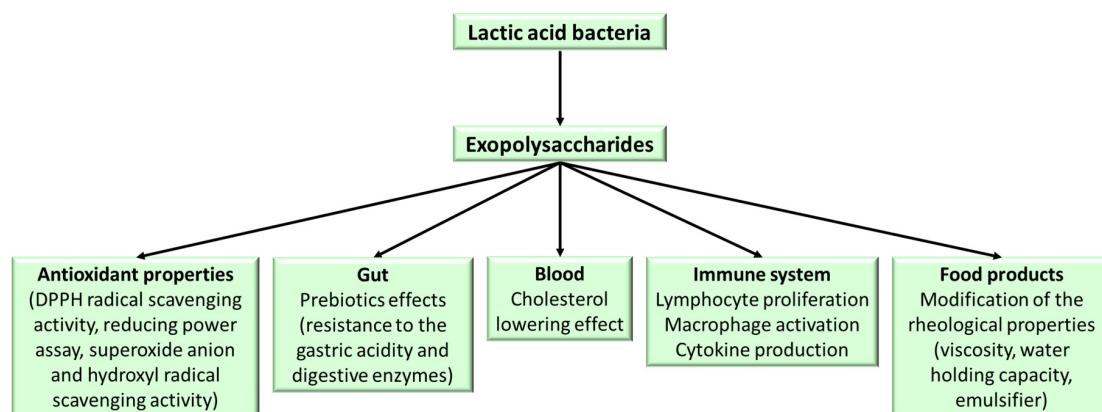 Lactic acid bacteria
Exopolysaccharides
Antioxidant properties
(DPPH radical scavenging
activity, reducing power
assay, superoxide anion
and hydroxyl radical
scavenging activity)
Gut
Prebiotics effects
(resistance to the
gastric acidity and
digestive enzymes)
Blood
Cholesterol
lowering effect
Immune system
Lymphocyte proliferation
Macrophage activation
Cytokine production
Food products
Modification of the
rheological properties
(viscosity, water
holding capacity,
emulsifier)